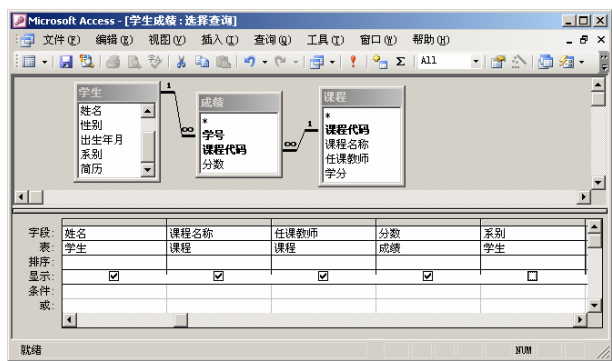 Microsoft Access - [学生成绩 : 选择查询]
文件(F) 编辑(E) 视图(V) 插入(I) 查询(Q) 工具(T) 窗口(W) 帮助(H)
Σ All
学生
姓名
性别
出生年月
系别
简历
1
∞
成绩
*
学号
课程代码
分数
∞
1
课程
*
课程代码
课程名称
任课教师
学分
字段: 姓名 课程名称 任课教师 分数 系别
表: 学生 课程 课程 成绩 学生
排序:
显示:
条件:
或:
就绪 NUM